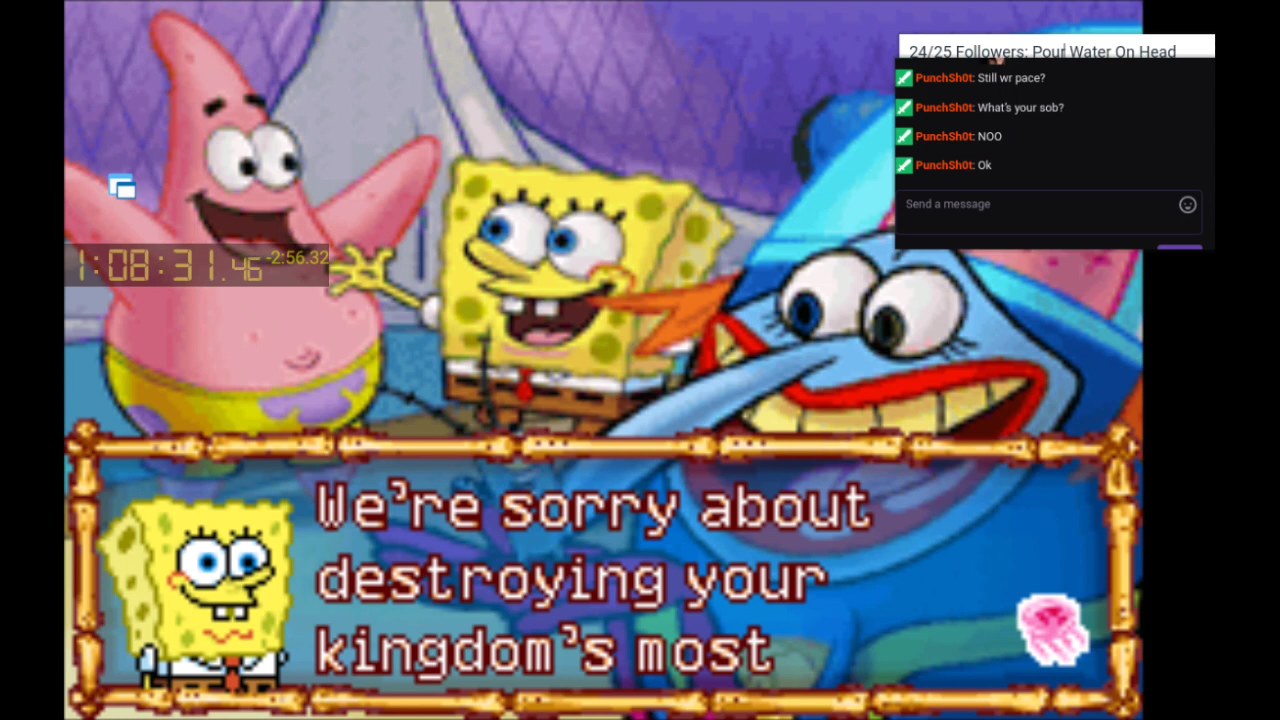 24/25 Followers: Pour Water On Head
PunchSh0t: Still wr pace?
PunchSh0t: What's your sob?
PunchSh0t: NOO
PunchSh0t: Ok
Send a message
1:08:31.46 -2:56.32
We're sorry about
destroying your
kingdom's most